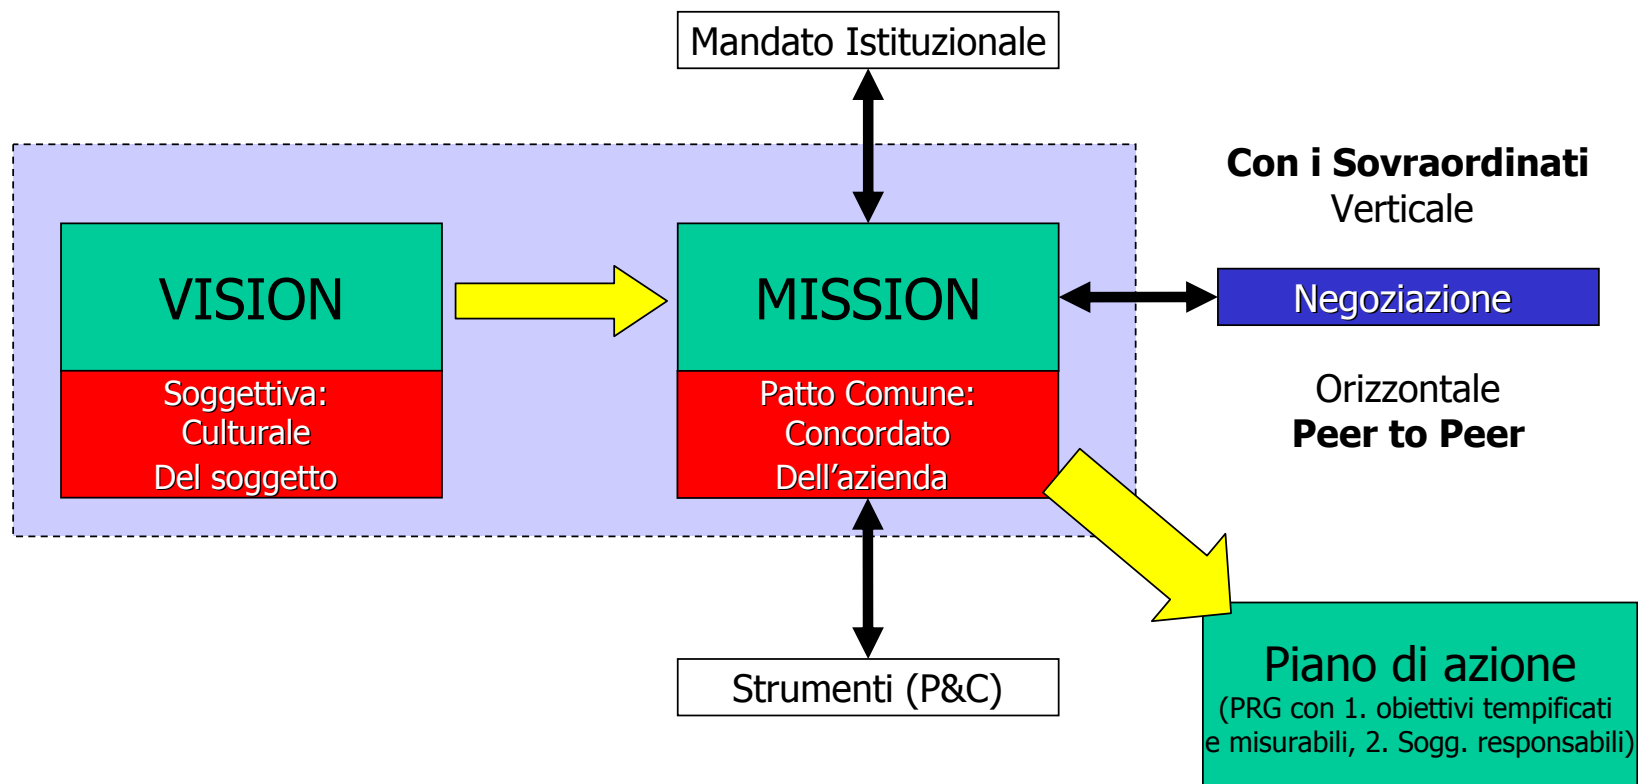 Mandato Istituzionale
Con i Sovraordinati
Verticale
VISION
MISSION
Negoziazione
Soggettiva:
Culturale
Del soggetto
Patto Comune:
Concordato
Dell’azienda
Orizzontale
Peer to Peer
Strumenti (P&C)
Piano di azione
(PRG con 1. obiettivi tempificati
e misurabili, 2. Sogg. responsabili)